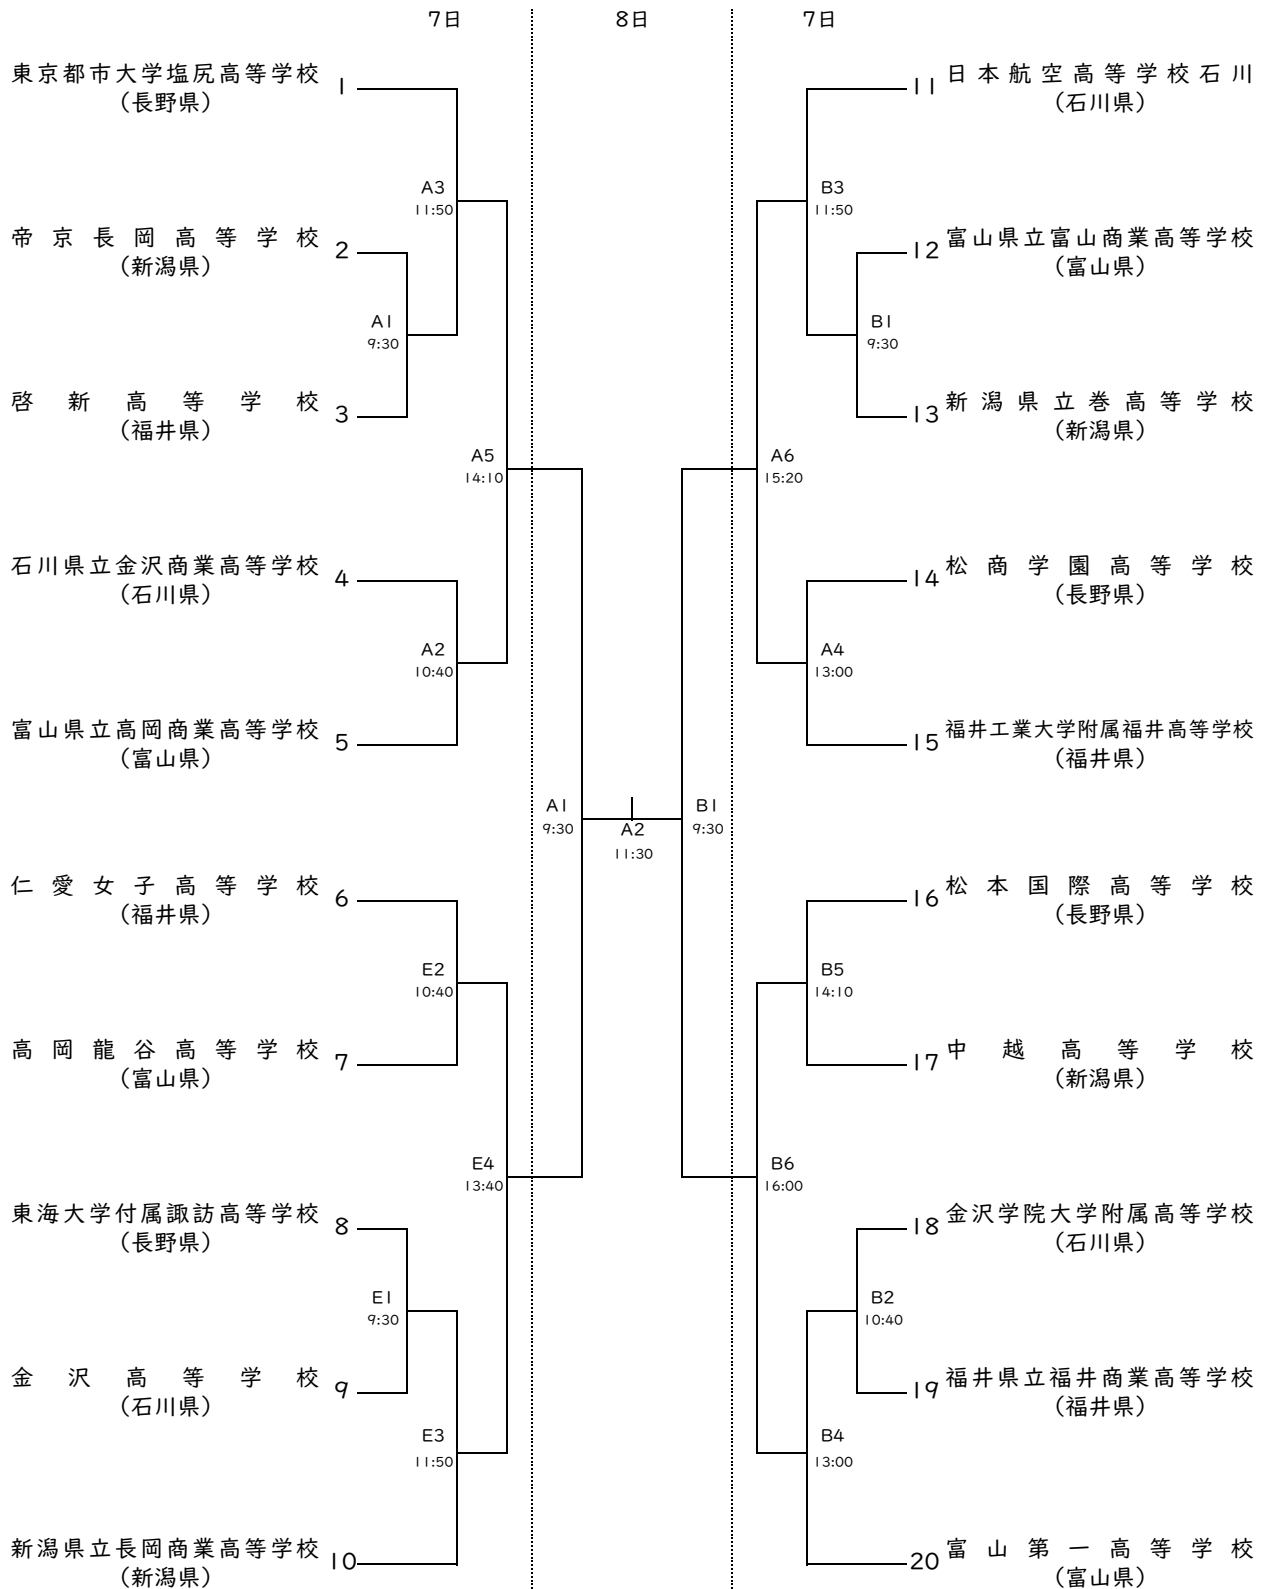 7日
8日
7日
東京都市大学塩尻高等学校 1
(長野県)
A3
11:50
帝京長岡高等学校 2
(新潟県)
A1
9:30
啓新高等学校 3
(福井県)
A5
14:10
石川県立金沢商業高等学校 4
(石川県)
A2
10:40
富山県立高岡商業高等学校 5
(富山県)
A1
9:30
仁愛女子高等学校 6
(福井県)
E2
10:40
高岡龍谷高等学校 7
(富山県)
E4
13:40
東海大学付属諏訪高等学校 8
(長野県)
E1
9:30
金沢高等学校 9
(石川県)
E3
11:50
新潟県立長岡商業高等学校 10
(新潟県)
A2
11:30
11 日本航空高等学校石川
(石川県)
B3
11:50
12 富山県立富山商業高等学校
(富山県)
B1
9:30
13 新潟県立巻高等学校
(新潟県)
A6
15:20
14 松商学園高等学校
(長野県)
A4
13:00
15 福井工業大学附属福井高等学校
(福井県)
B1
9:30
16 松本国際高等学校
(長野県)
B5
14:10
17 中越高等学校
(新潟県)
B6
16:00
18 金沢学院大学附属高等学校
(石川県)
B2
10:40
19 福井県立福井商業高等学校
(福井県)
B4
13:00
20 富山第一高等学校
(富山県)